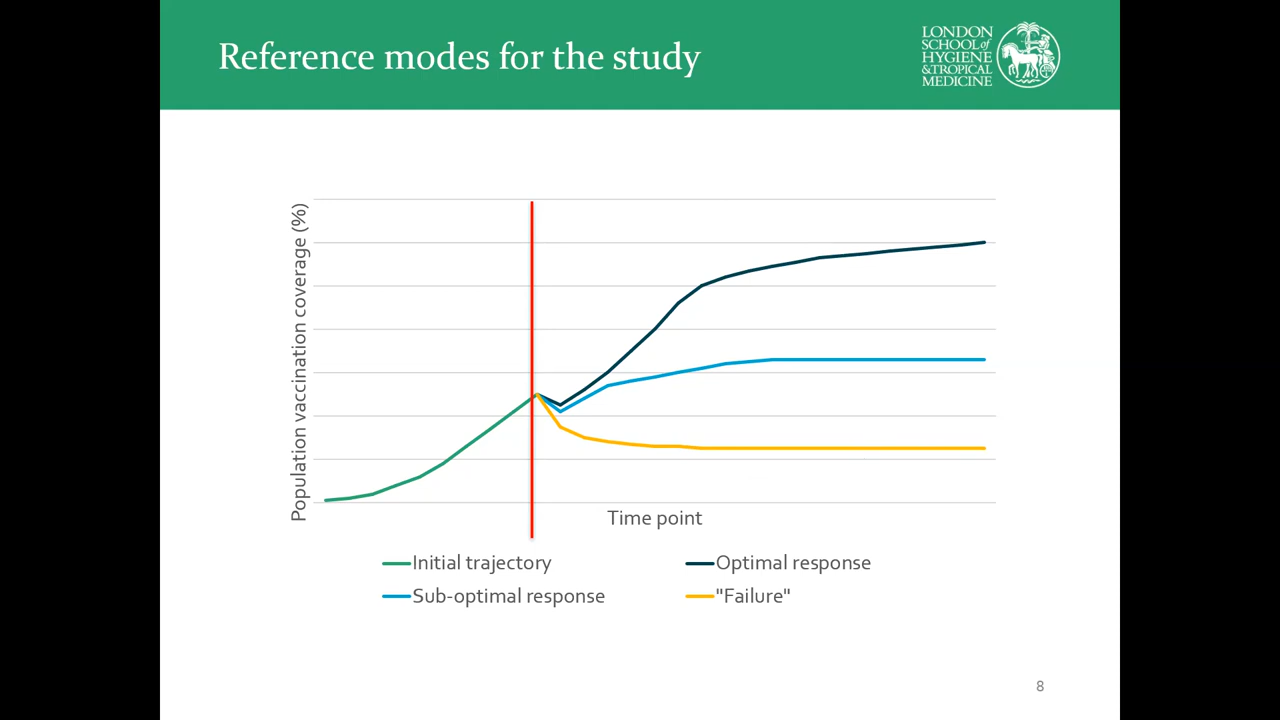 Reference modes for the study
LONDON
SCHOOL of
HYGIENE
& TROPICAL
MEDICINE
Population vaccination coverage (%)
Time point
Initial trajectory
Optimal response
Sub-optimal response
"Failure"
8